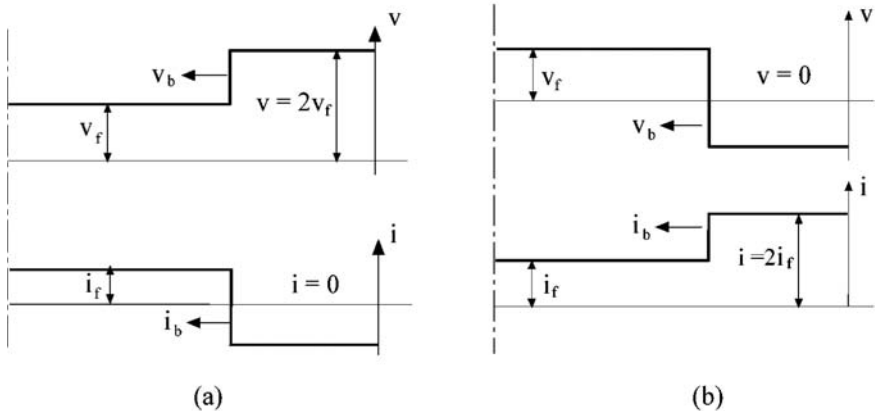 v
v_b
v_f
v = 2v_f
i
i_f
i = 0
i_b
(a)
v
v_f
v = 0
v_b
i
i_b
i_f
i =2i_f
(b)